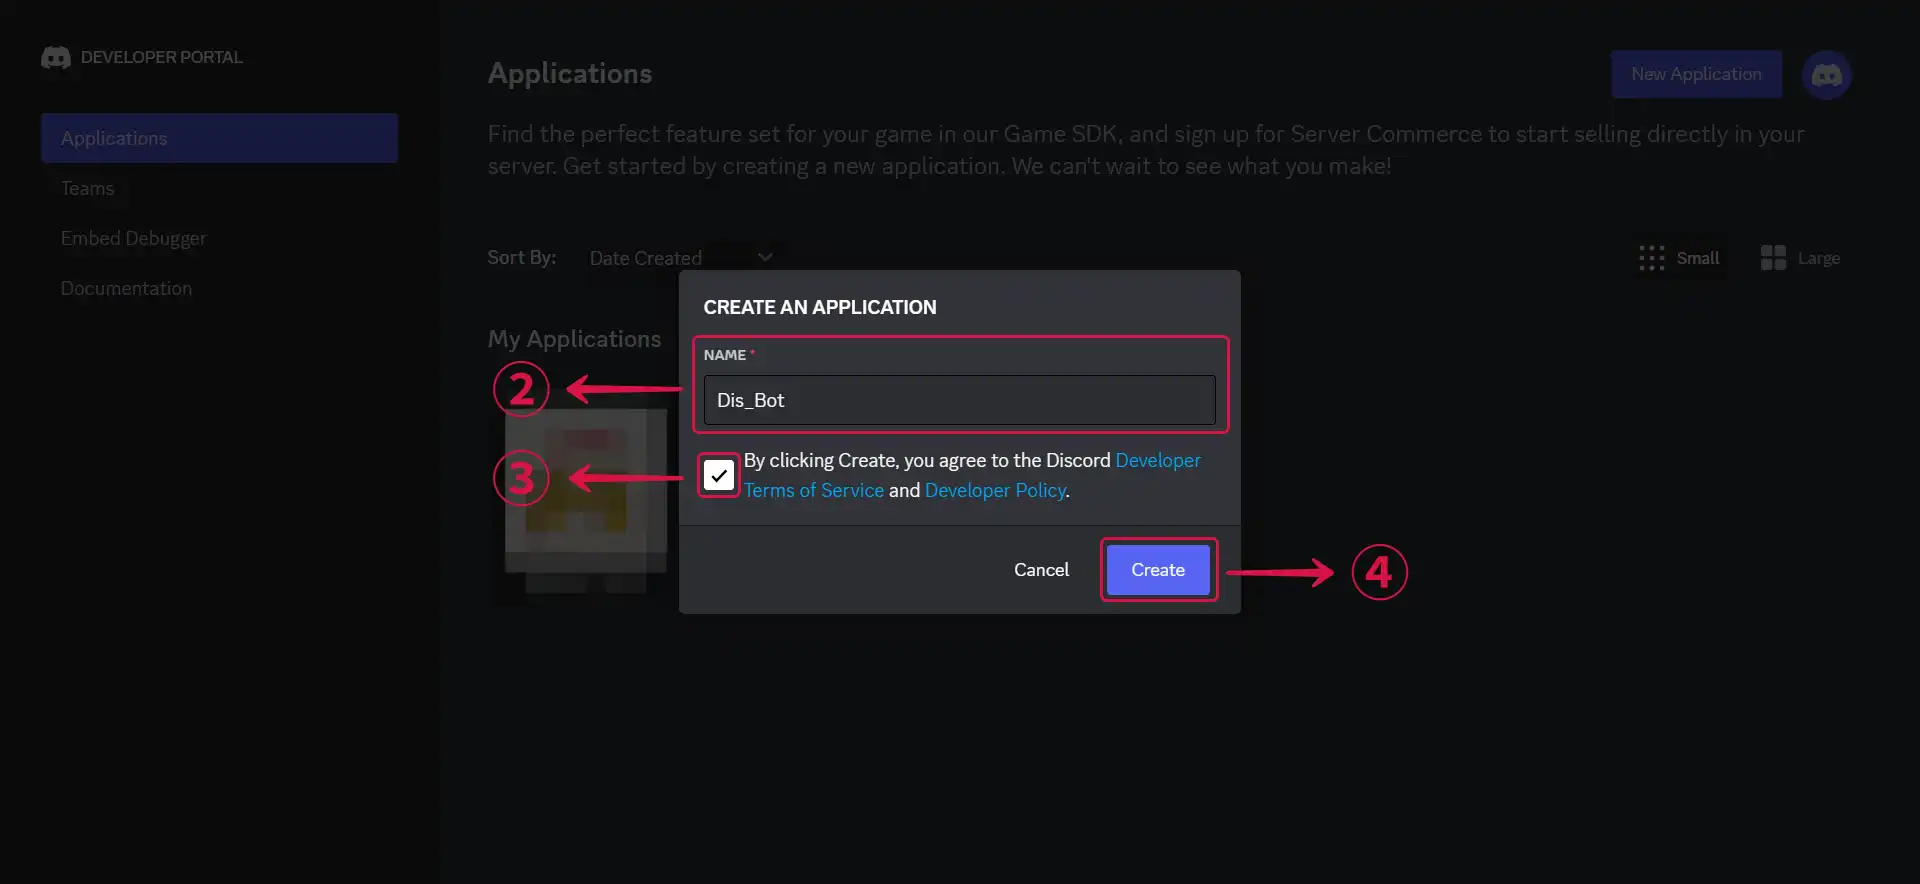 DEVELOPER PORTAL
Applications
Teams
Embed Debugger
Documentation
Applications
New Application
Find the perfect feature set for your game in our Game SDK, and sign up for Server Commerce to start selling directly in your
server. Get started by creating a new application. We can't wait to see what you make!
Sort By: Date Created
Small Large
My Applications
CREATE AN APPLICATION
NAME *
② Dis_Bot
③ By clicking Create, you agree to the Discord Developer
Terms of Service and Developer Policy.
Cancel Create ④